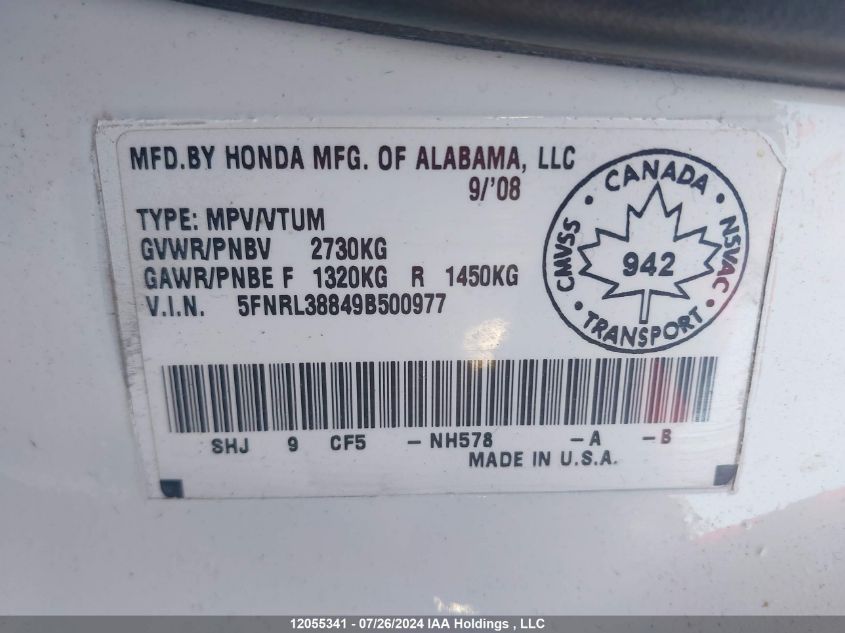 MFD.BY HONDA MFG. OF ALABAMA, LLC
9/'08
TYPE: MPV/VTUM
GVWR/PNBV 2730KG
GAWR/PNBE F 1320KG R 1450KG
V.I.N. 5FNRL38849B500977
CMVSS • CANADA • NSVAC • TRANSPORT •
942
SHJ 9 CF5 -NH578 -A -B
MADE IN U.S.A.
12055341 - 07/26/2024 IAA Holdings , LLC